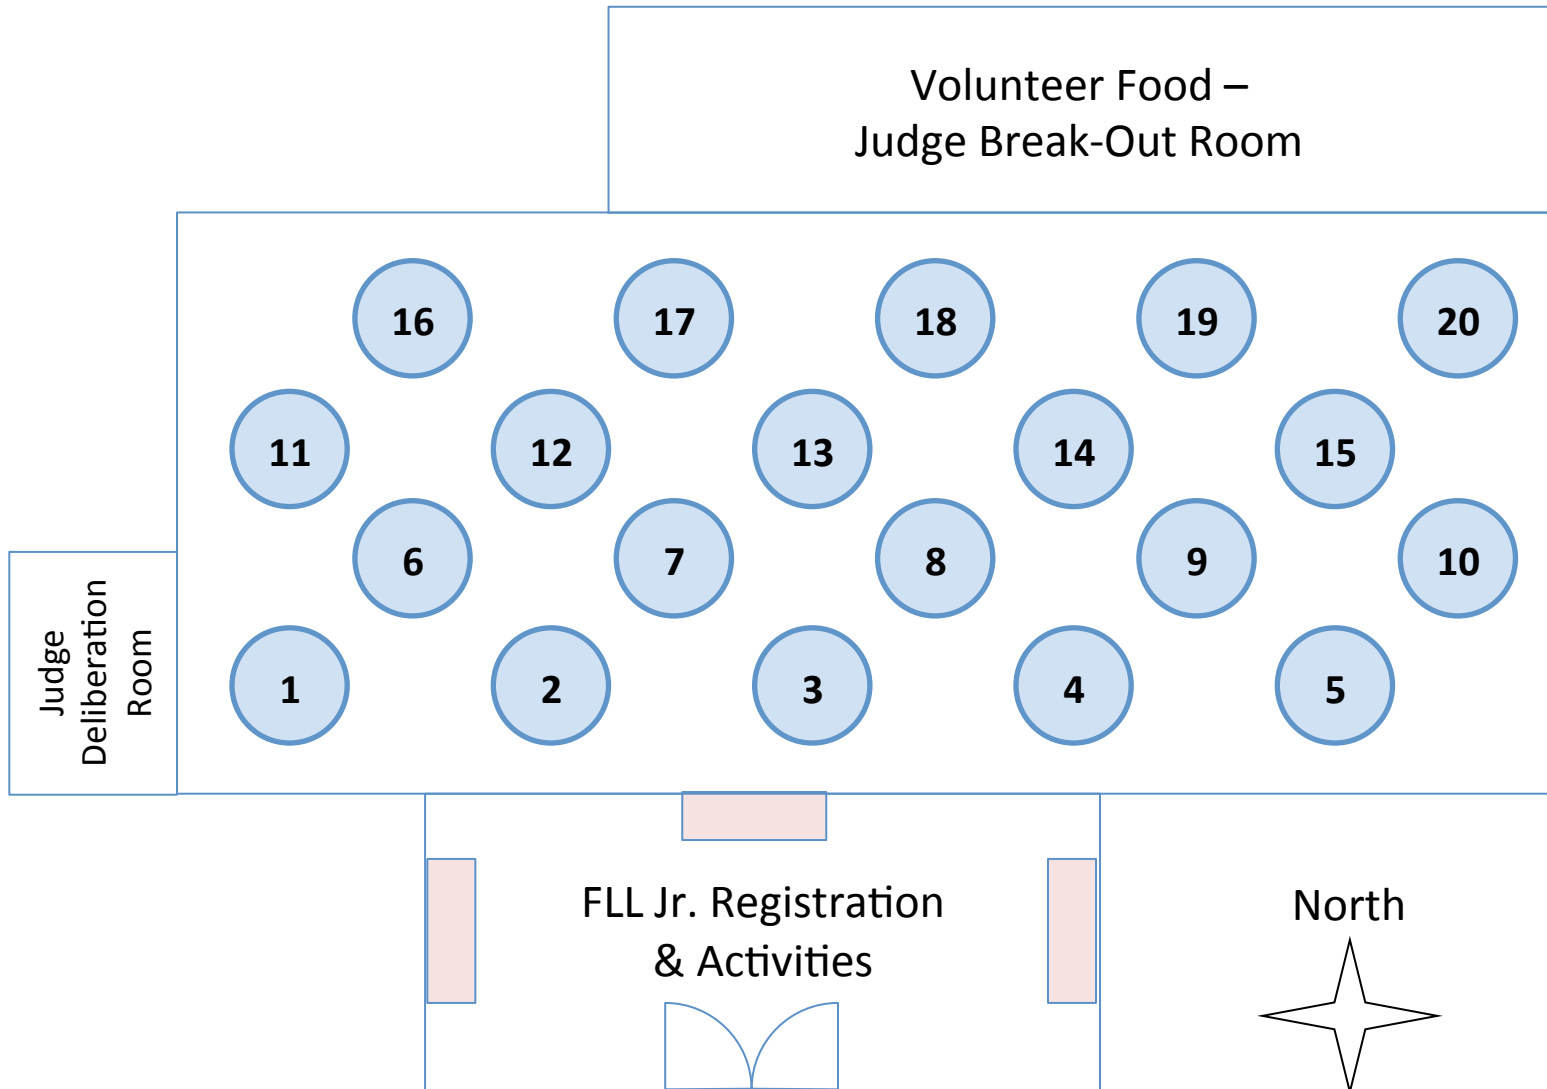 Volunteer Food –
Judge Break-Out Room
16 17 18 19 20
11 12 13 14 15
6 7 8 9 10
1 2 3 4 5
Judge
Deliberation
Room
FLL Jr. Registration
& Activities
North